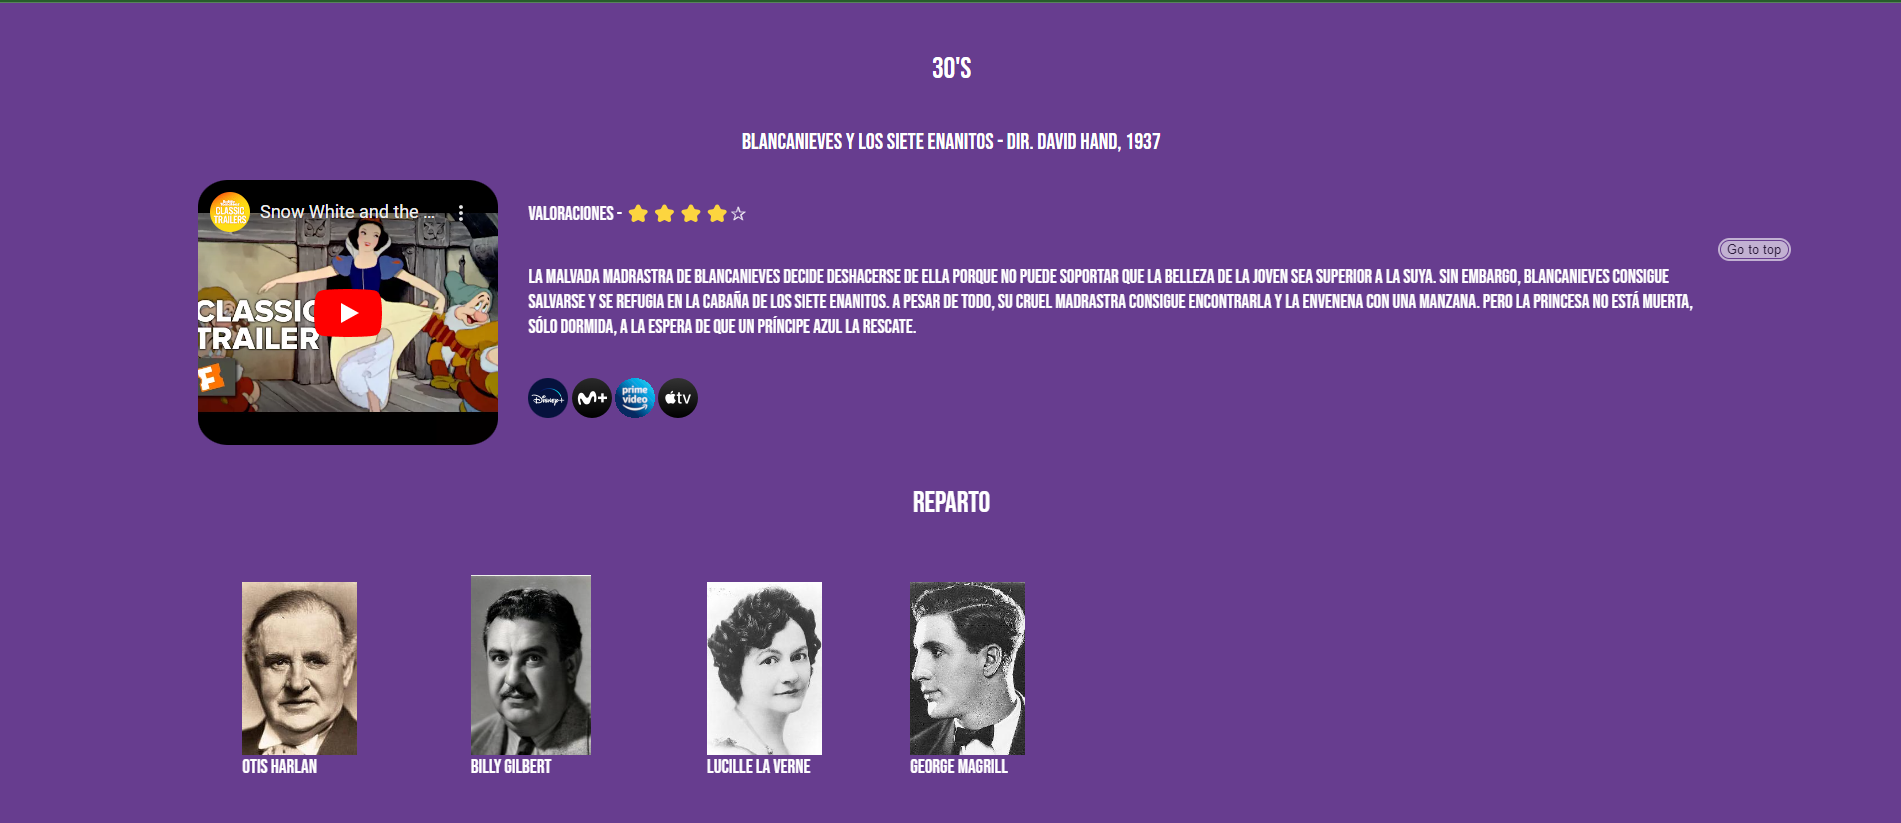 30'S
BLANCANIEVES Y LOS SIETE ENANITOS - DIR. DAVID HAND, 1937
CLASSIC
TRAILERS
Snow White and the ...
CLASSIC
TRAILER
F
VALORACIONES -
Go to top
LA MALVADA MADRASTRA DE BLANCANIEVES DECIDE DESHACERSE DE ELLA PORQUE NO PUEDE SOPORTAR QUE LA BELLEZA DE LA JOVEN SEA SUPERIOR A LA SUYA. SIN EMBARGO, BLANCANIEVES CONSIGUE
SALVARSE Y SE REFUGIA EN LA CABAÑA DE LOS SIETE ENANITOS. A PESAR DE TODO, SU CRUEL MADRASTRA CONSIGUE ENCONTRARLA Y LA ENVENENA CON UNA MANZANA. PERO LA PRINCESA NO ESTÁ MUERTA,
SÓLO DORMIDA, A LA ESPERA DE QUE UN PRÍNCIPE AZUL LA RESCATE.
Disney+
M+
prime
video
tv
REPARTO
OTIS HARLAN
BILLY GILBERT
LUCILLE LA VERNE
GEORGE MAGRILL